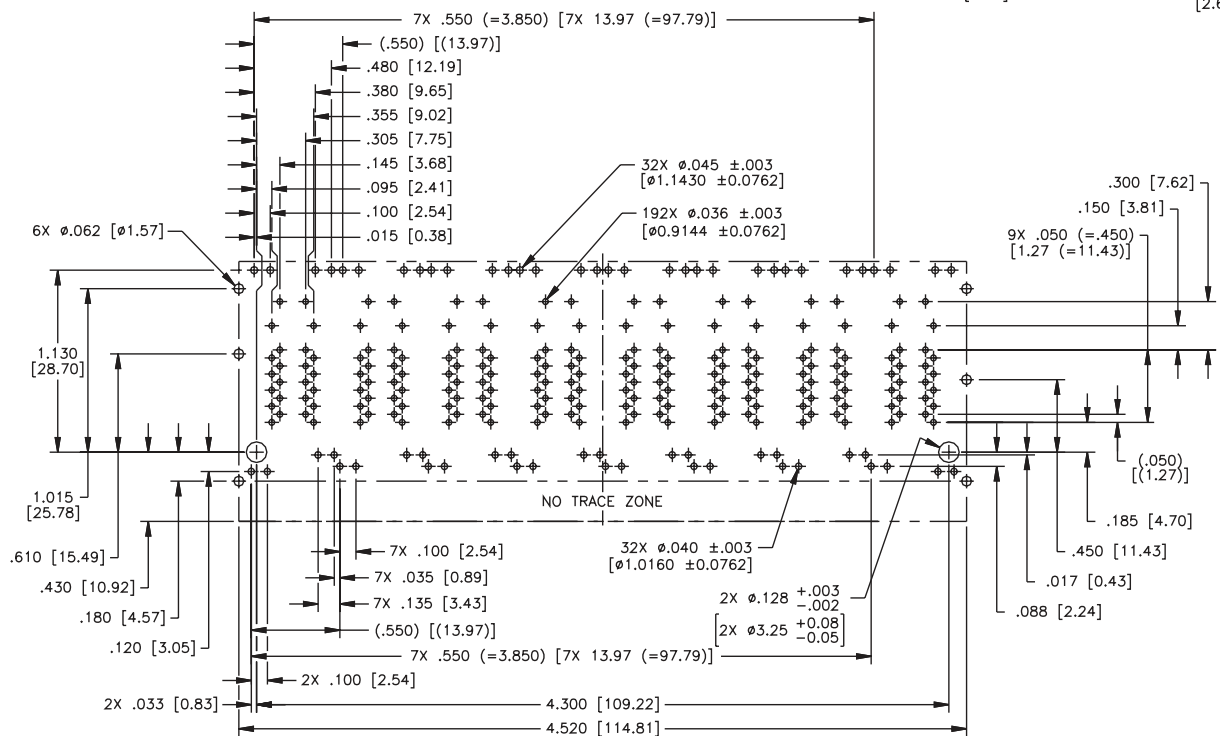 [2.6
7X .550 (=3.850) [7X 13.97 (=97.79)]
(.550) [(13.97)]
.480 [12.19]
.380 [9.65]
.355 [9.02]
.305 [7.75]
.145 [3.68]
.095 [2.41]
.100 [2.54]
.015 [0.38]
32X ø.045 ±.003
[ø1.1430 ±0.0762]
192X ø.036 ±.003
[ø0.9144 ±0.0762]
.300 [7.62]
.150 [3.81]
9X .050 (=.450)
[1.27 (=11.43)]
6X ø.062 [ø1.57]
1.130
[28.70]
1.015
[25.78]
.610 [15.49]
.430 [10.92]
.180 [4.57]
.120 [3.05]
NO TRACE ZONE
(.050)
[(1.27)]
.185 [4.70]
.450 [11.43]
.017 [0.43]
.088 [2.24]
7X .100 [2.54]
7X .035 [0.89]
7X .135 [3.43]
(.550) [(13.97)]
32X ø.040 ±.003
[ø1.0160 ±0.0762]
2X ø.128 +.003
-.002
[2X ø3.25 +0.08
-0.05]
7X .550 (=3.850) [7X 13.97 (=97.79)]
2X .100 [2.54]
2X .033 [0.83]
4.300 [109.22]
4.520 [114.81]